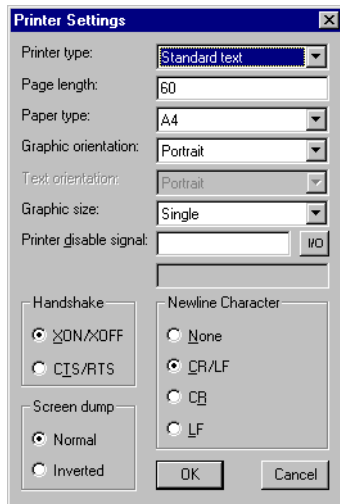 Printer Settings
Printer type: Standard text
Page length: 60
Paper type: A4
Graphic orientation: Portrait
Text orientation: Portrait
Graphic size: Single
Printer disable signal: I/O
Handshake
XON/XOFF
CTS/RTS
Screen dump
Normal
Inverted
Newline Character
None
CR/LF
CR
LF
OK Cancel